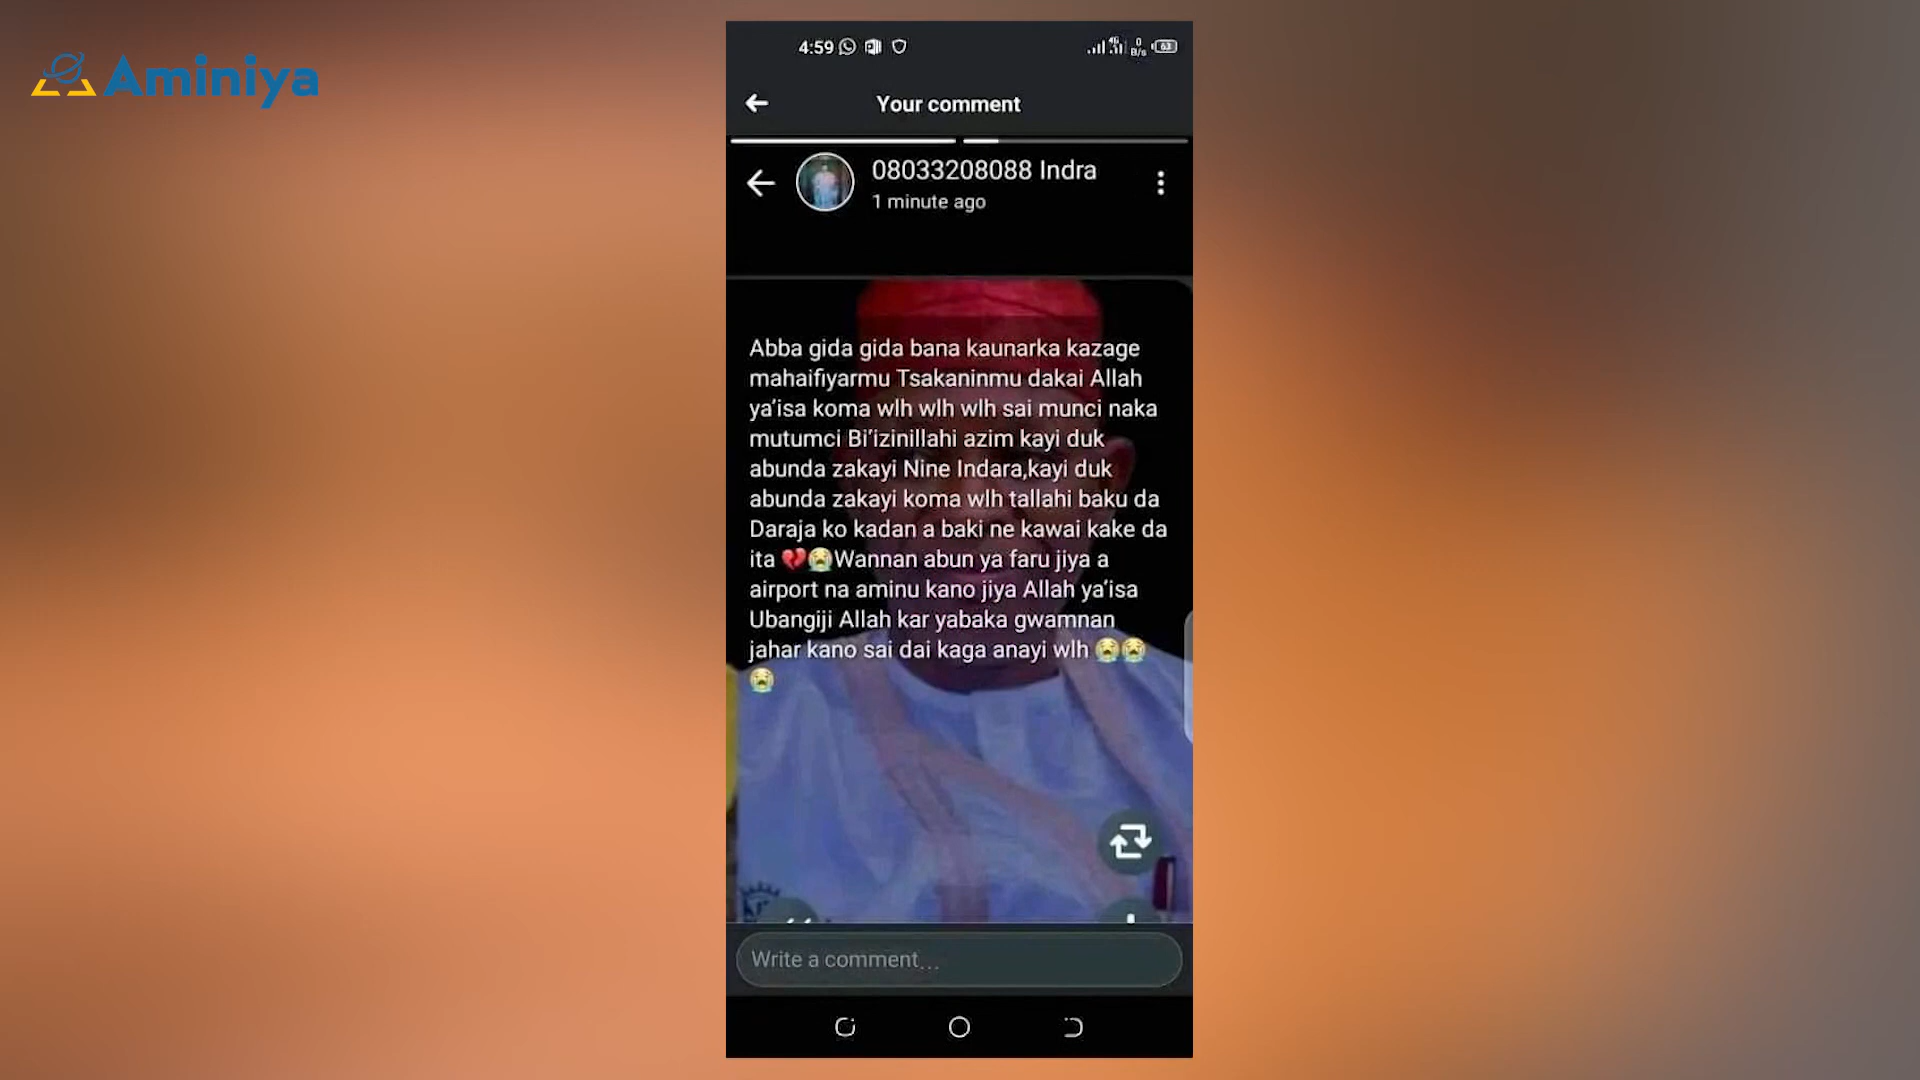 Aminiya
4:59
4G
0
B/s
63
Your comment
08033208088 Indra
1 minute ago
Abba gida gida bana kaunarka kazage
mahaifiyarmu Tsakaninmu dakai Allah
ya'isa koma wlh wlh wlh sai munci naka
mutumci Bi'izinillahi azim kayi duk
abunda zakayi Nine Indara,kayi duk
abunda zakayi koma wlh tallahi baku da
Daraja ko kadan a baki ne kawai kake da
ita 💔😭Wannan abun ya faru jiya a
airport na aminu kano jiya Allah ya'isa
Ubangiji Allah kar yabaka gwamnan
jahar kano sai dai kaga anayi wlh 😭😭
😭
Write a comment...